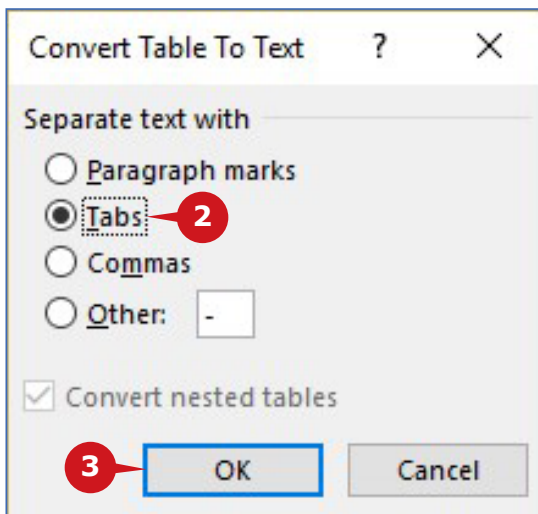 Convert Table To Text ?
Separate text with
Paragraph marks
Tabs 2
Commas
Other: -
Convert nested tables
3 OK Cancel